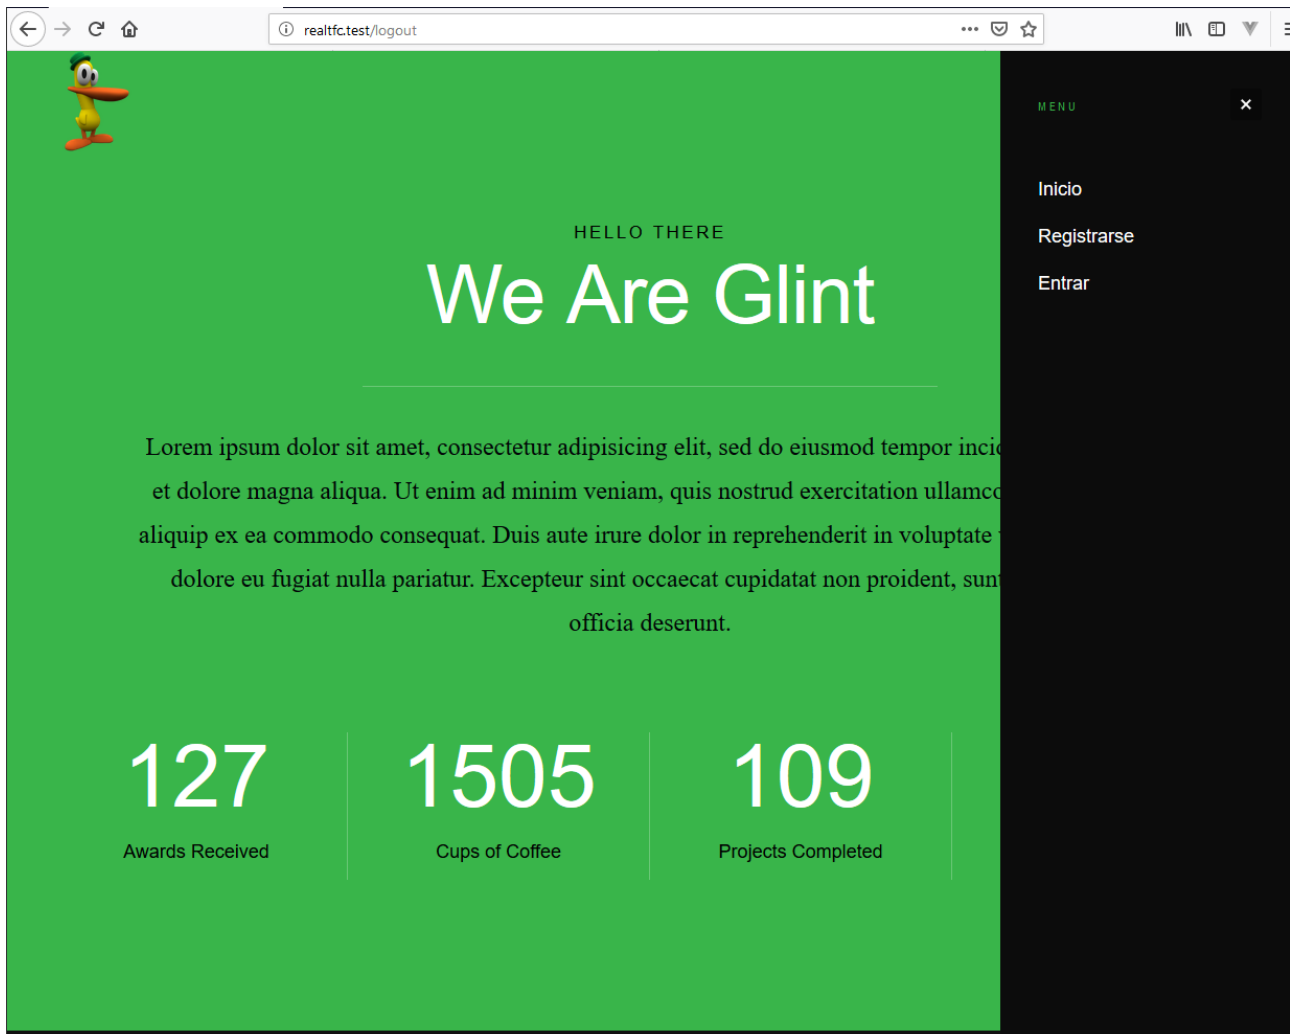 realtfc.test/logout
MENU
×
Inicio
Registrarse
Entrar
HELLO THERE
We Are Glint
Lorem ipsum dolor sit amet, consectetur adipisicing elit, sed do eiusmod tempor
et dolore magna aliqua. Ut enim ad minim veniam, quis nostrud exercitation ullamco
aliquip ex ea commodo consequat. Duis aute irure dolor in reprehenderit in voluptate
dolore eu fugiat nulla pariatur. Excepteur sint occaecat cupidatat non proident, sunt
officia deserunt.
127
Awards Received
1505
Cups of Coffee
109
Projects Completed